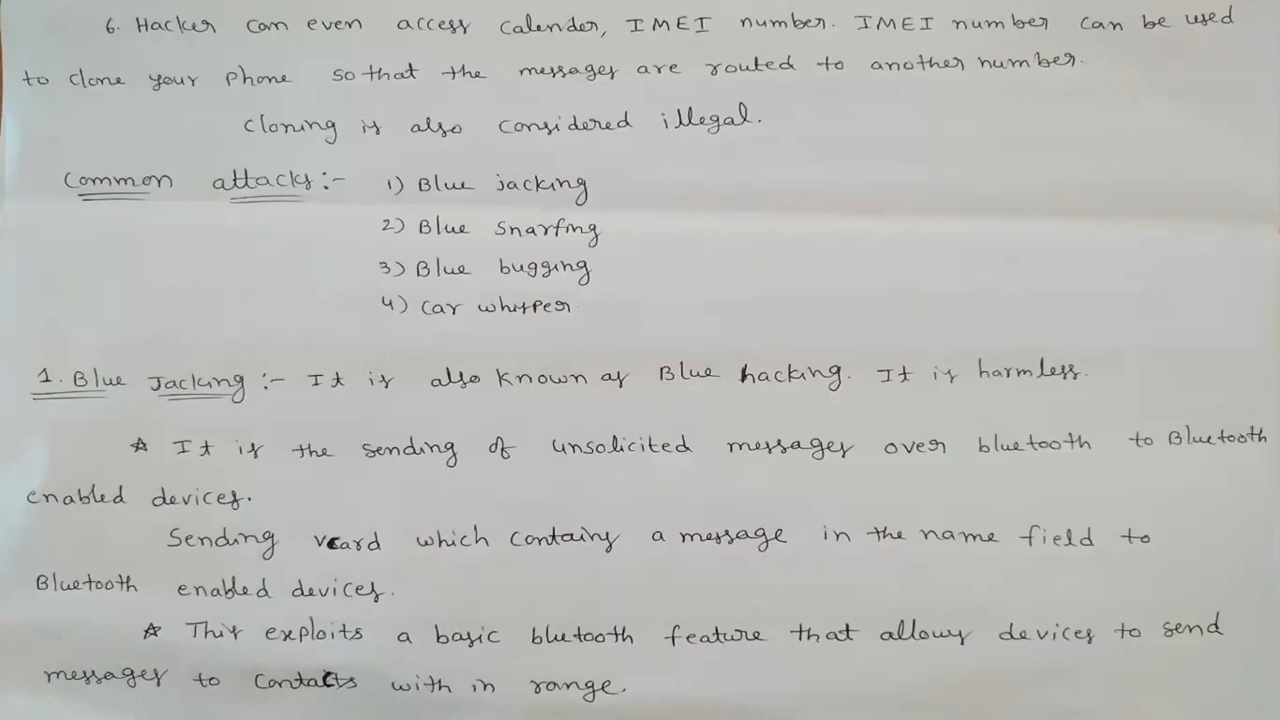 6. Hacker can even access calender, IMEI number. IMEI number can be used
to clone your phone so that the messages are routed to another number.
Cloning is also considered illegal.
Common attacks :- 1) Blue jacking
2) Blue Snarfing
3) Blue bugging
4) Car whisper
1. Blue Jacking :- It is also known as Blue hacking. It is harmless.
☆ It is the sending of unsolicited messages over bluetooth to Bluetooth
enabled devices.
Sending vcard which contains a message in the name field to
Bluetooth enabled devices.
☆ This exploits a basic blutooth feature that allows devices to send
messages to contacts with in range.